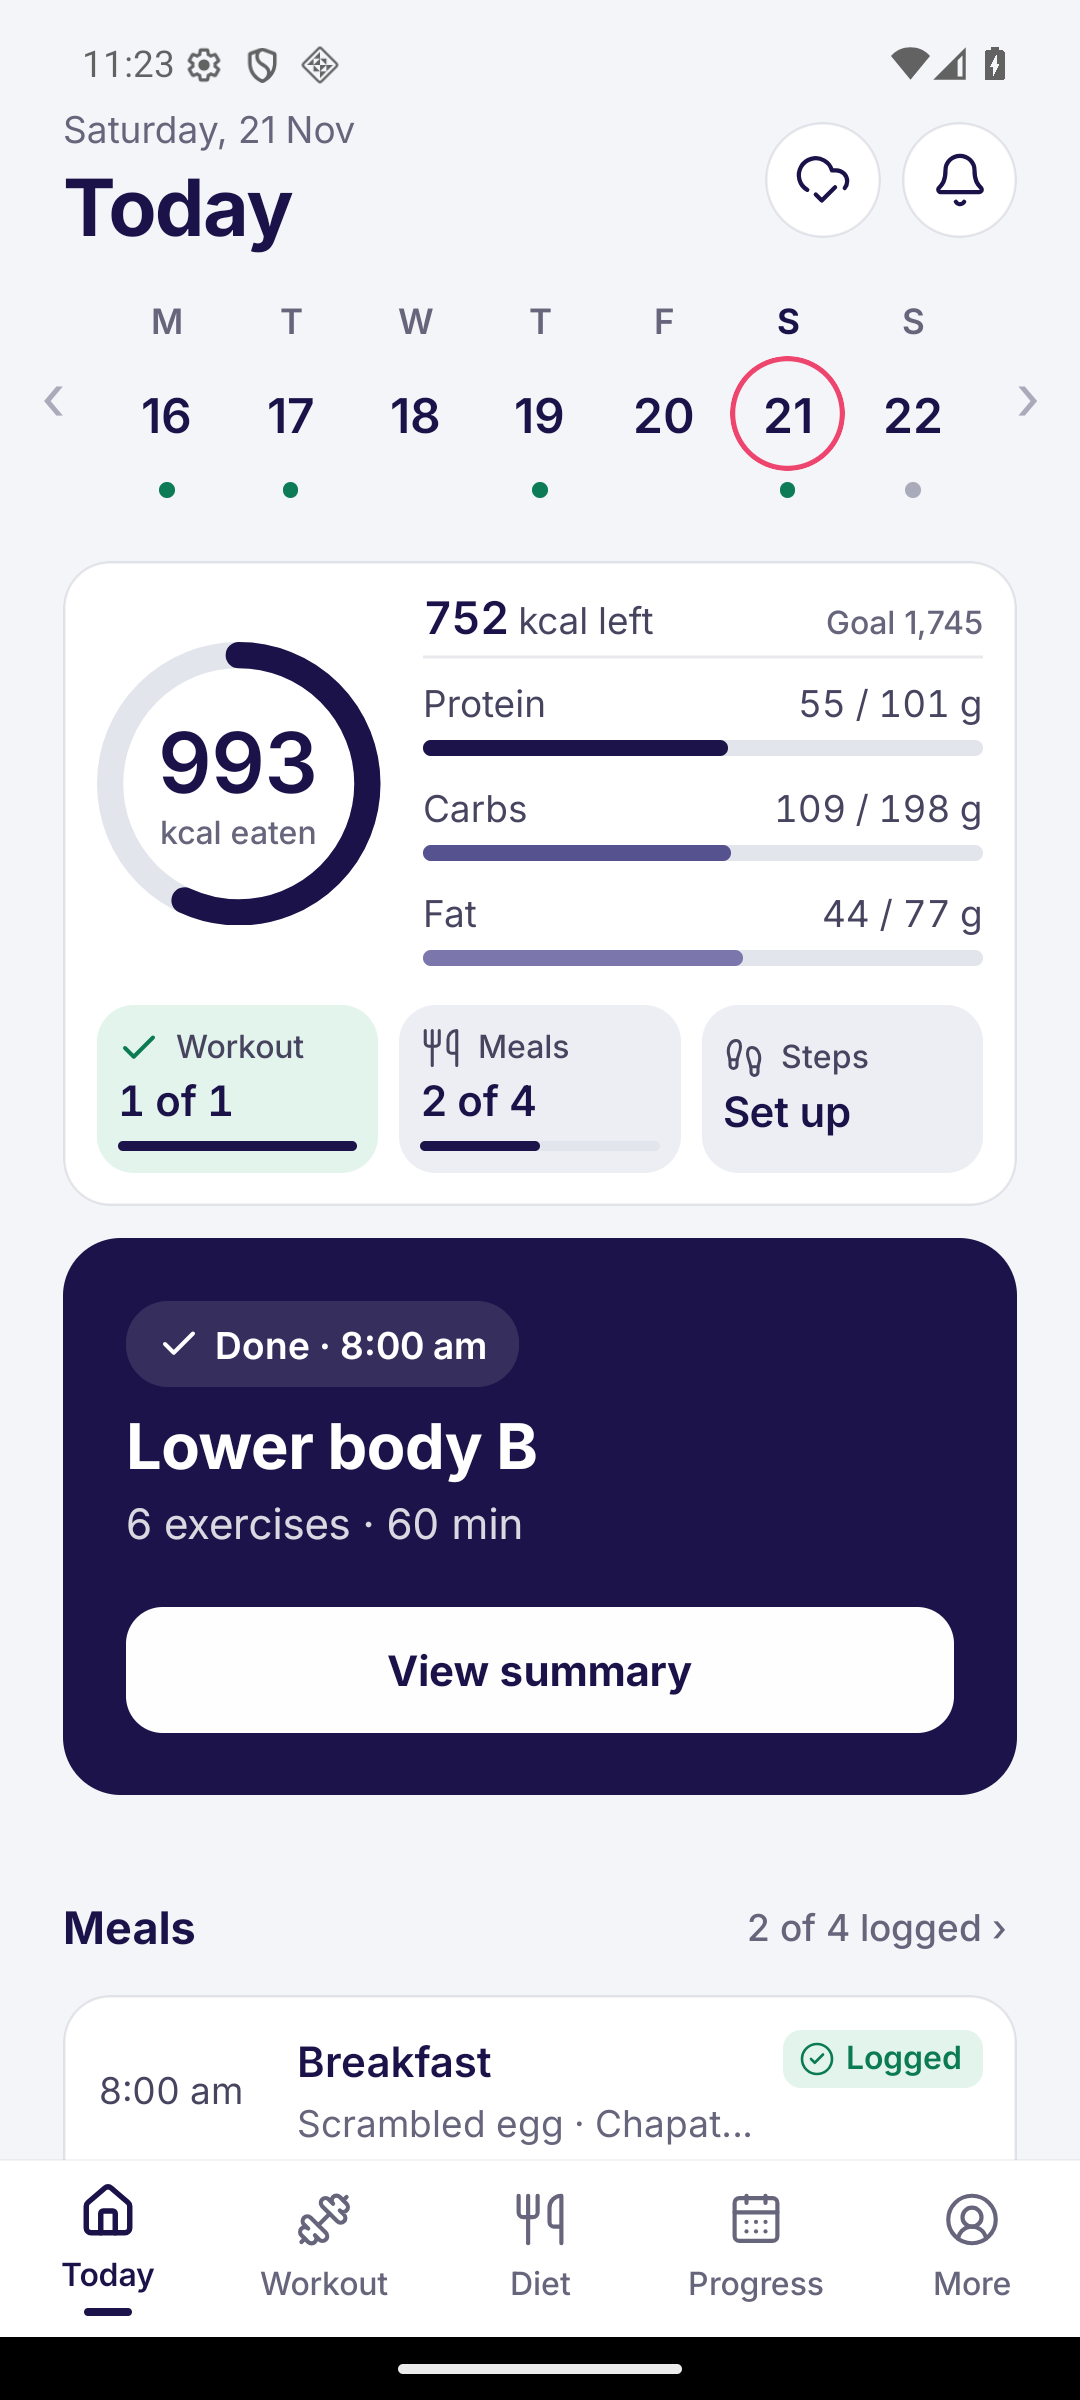 11:23
Saturday, 21 Nov
Today
M T W T F S S
‹ 16 17 18 19 20 21 22 ›
752 kcal left Goal 1,745
993
kcal eaten
Protein 55 / 101 g
Carbs 109 / 198 g
Fat 44 / 77 g
Workout
1 of 1
Meals
2 of 4
Steps
Set up
Done · 8:00 am
Lower body B
6 exercises · 60 min
View summary
Meals 2 of 4 logged ›
8:00 am
Breakfast
Logged
Scrambled egg · Chapat...
Today Workout Diet Progress More